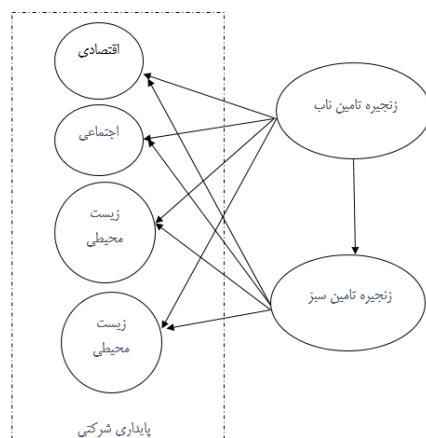 اقتصادی
زنجیره تامین ناب
اجتماعی
زیست
محیطی
زنجیره تامین سبز
زیست
محیطی
پایداری شرکتی